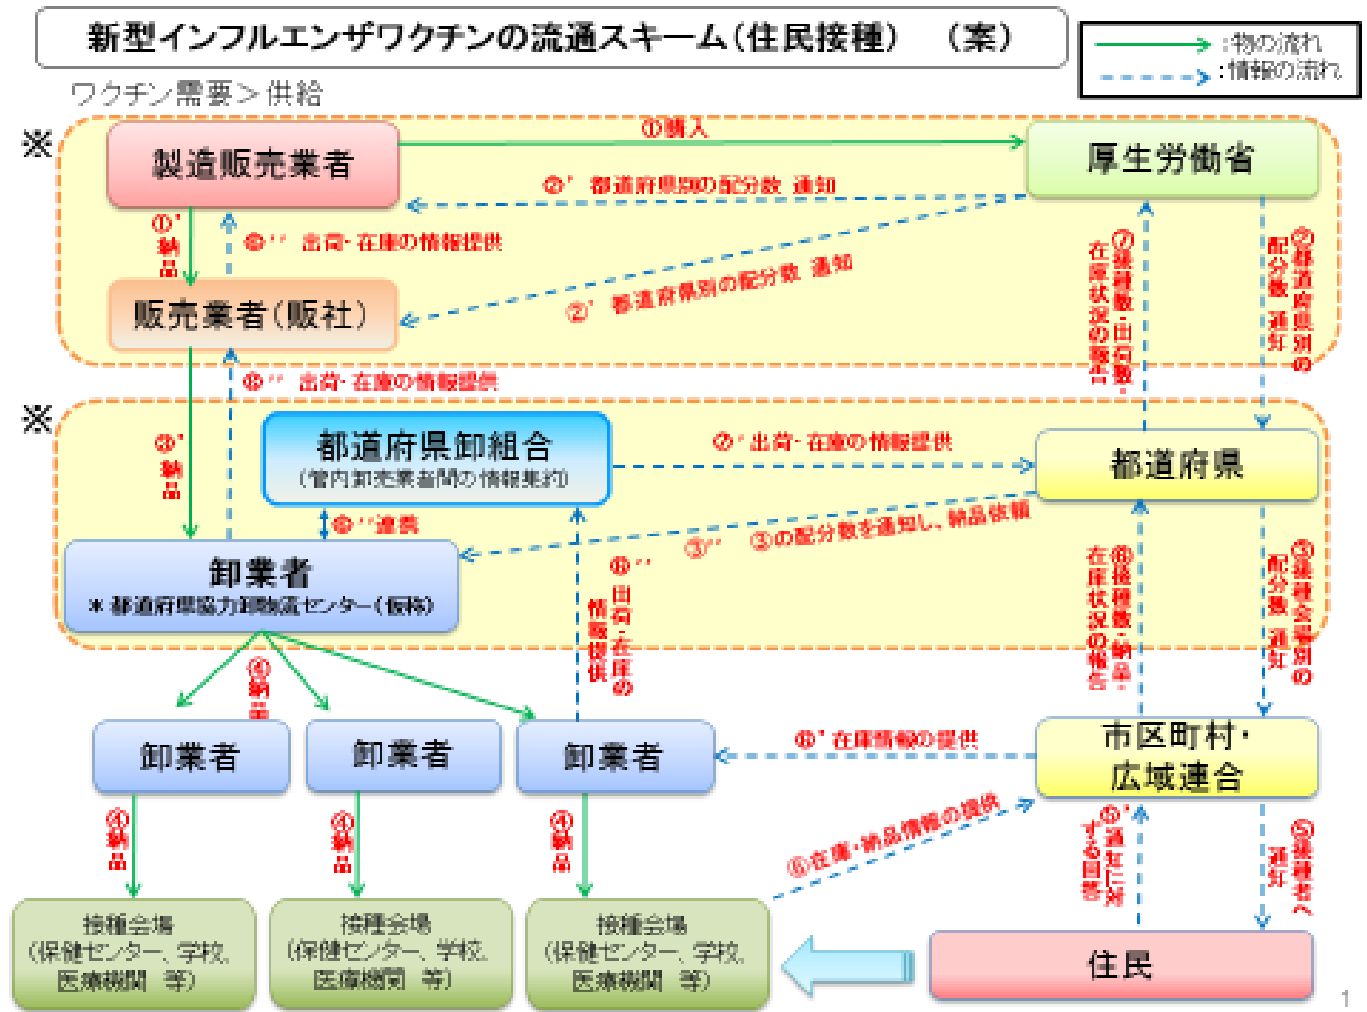 新型インフルエンザワクチンの流通スキーム(住民接種)　(案)
:物の流れ
:情報の流れ
ワクチン需要＞供給
※
製造販売業者
①購入
厚生労働省
②’ 都道府県別の配分数 通知
①’納品
⑥’’ 出荷・在庫の情報提供
②’ 都道府県別の配分数 通知
⑦接種数・出荷数・
在庫状況の報告
②都道府県別の
配分数 通知
販売業者(販社)
⑥’’ 出荷・在庫の情報提供
※
都道府県卸組合
(管内卸売業者間の情報集約)
⑦’出荷・在庫の情報提供
都道府県
③’納品
⑥’’連携
③’’ ③の配分数を通知し、納品依頼
卸業者
＊都道府県協力卸物流センター(仮称)
⑥’’ 出荷・在庫の
情報提供
⑥接種数・納品・
在庫状況の報告
③接種会場別の
配分数 通知
④納品
卸業者
卸業者
卸業者
⑥’在庫情報の提供
市区町村・
広域連合
④納品
④納品
④納品
⑥在庫・納品情報の提供
⑤’通知に対
する回答
⑤接種者へ
通知
接種会場
(保健センター、学校、
医療機関 等)
接種会場
(保健センター、学校、
医療機関 等)
接種会場
(保健センター、学校、
医療機関 等)
住民
1